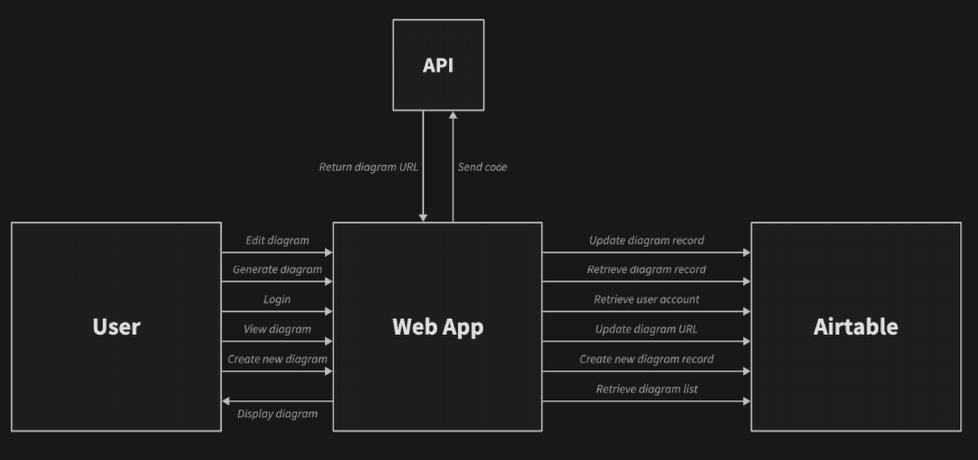 API
Return diagram URL
Send code
Edit diagram
Generate diagram
Login
View diagram
Create new diagram
Display diagram
User
Web App
Update diagram record
Retrieve diagram record
Retrieve user account
Update diagram URL
Create new diagram record
Retrieve diagram list
Airtable